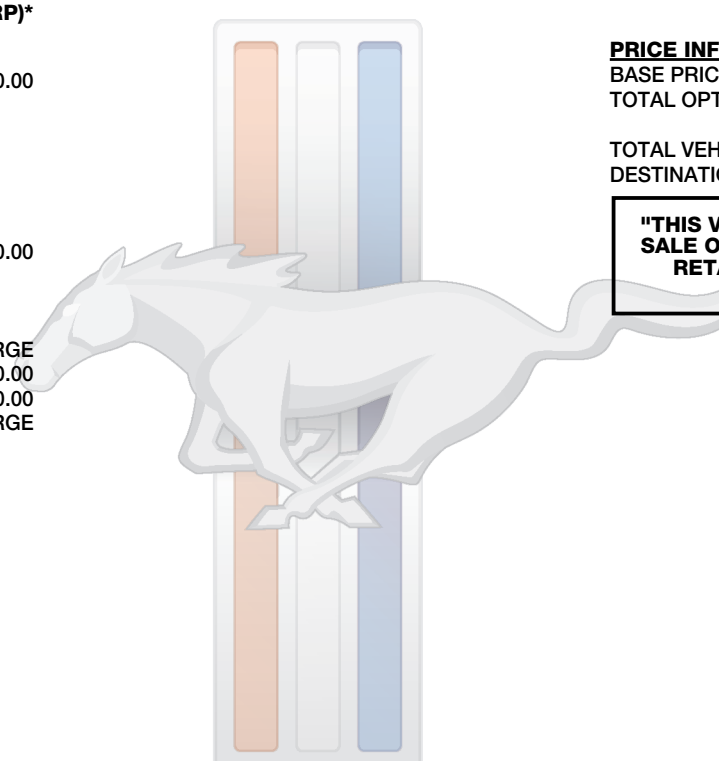 RP)*
0.00
0.00
RGE
0.00
0.00
RGE
PRICE INF
BASE PRIC
TOTAL OPT
TOTAL VEH
DESTINATIO
"THIS V
SALE O
RETA